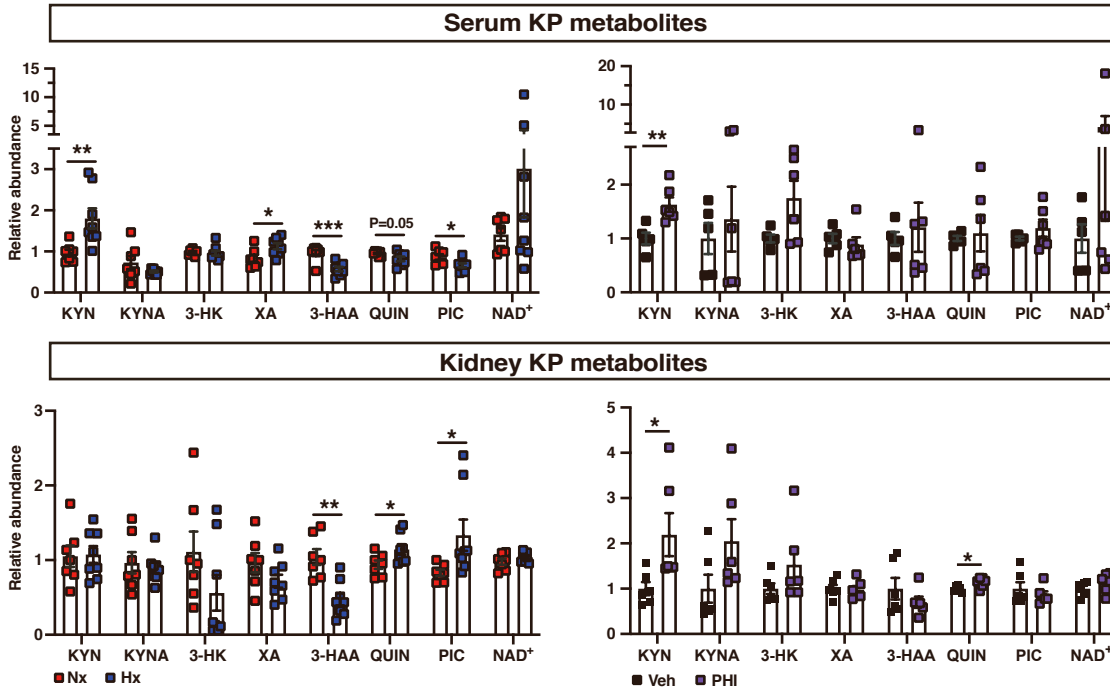 Serum KP metabolites
Relative abundance
15
10
5
3
2
1
0
**
*
***
P=0.05
*
KYN KYNA 3-HK XA 3-HAA QUIN PIC NAD+
20
10
2
1
0
**
KYN KYNA 3-HK XA 3-HAA QUIN PIC NAD+
Kidney KP metabolites
Relative abundance
3
2
1
0
**
*
*
KYN KYNA 3-HK XA 3-HAA QUIN PIC NAD+
Nx Hx
5
4
3
2
1
0
*
*
KYN KYNA 3-HK XA 3-HAA QUIN PIC NAD+
Veh PHI